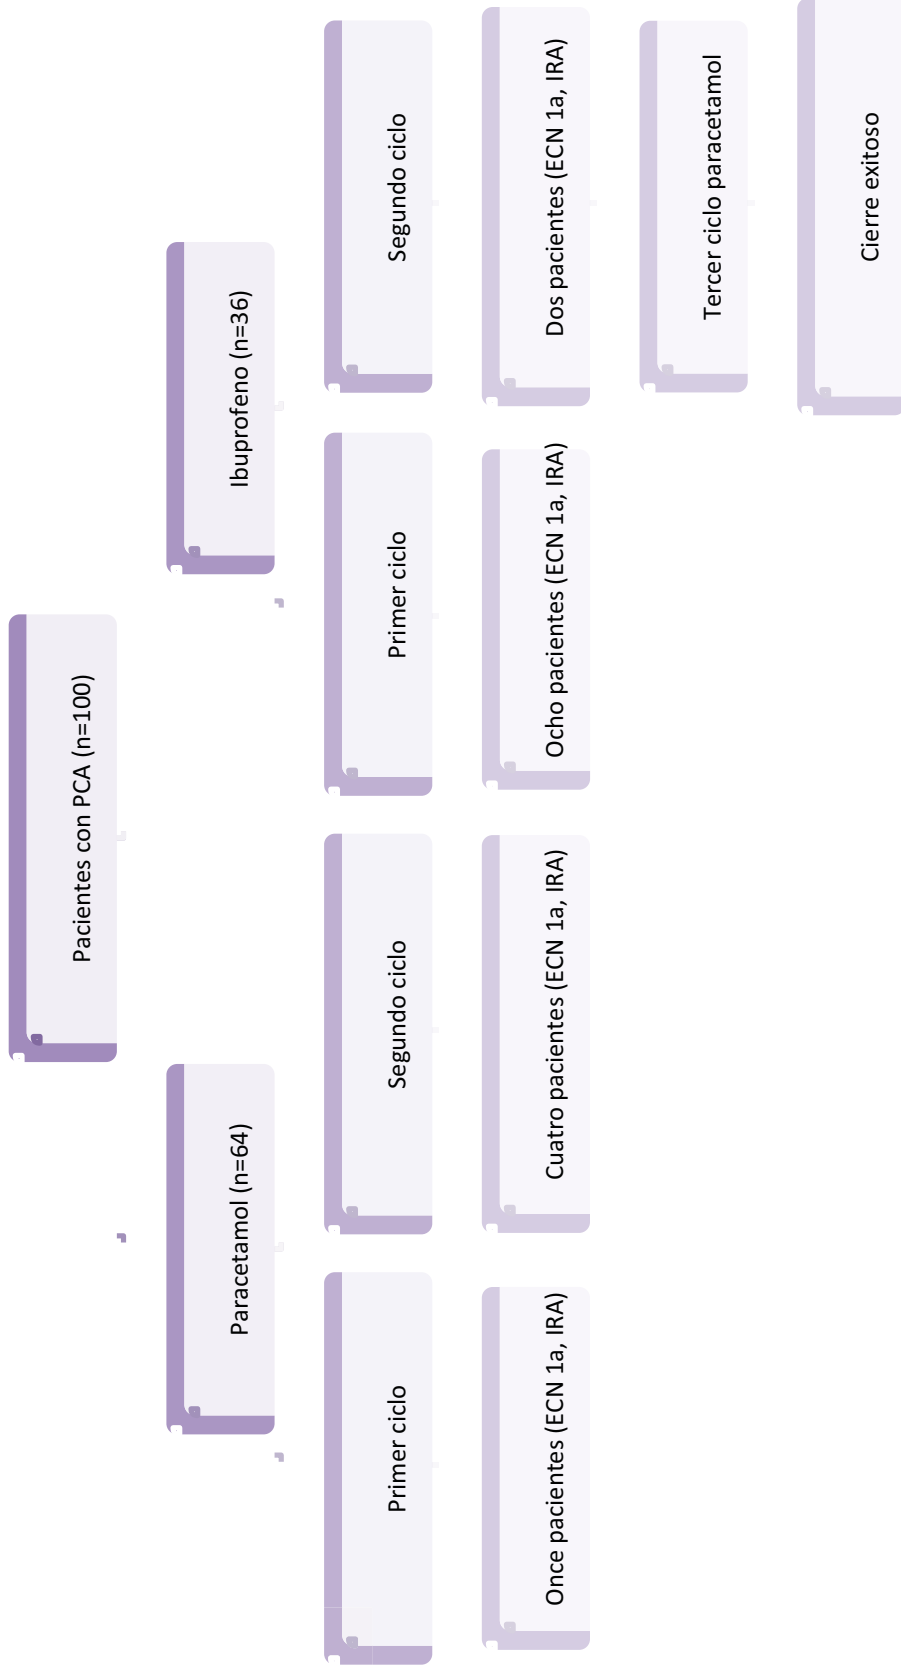 Pacientes con PCA (n=100)
Paracetamol (n=64)
Ibuprofeno (n=36)
Primer ciclo
Segundo ciclo
Primer ciclo
Segundo ciclo
Once pacientes (ECN 1a, IRA)
Cuatro pacientes (ECN 1a, IRA)
Ocho pacientes (ECN 1a, IRA)
Dos pacientes (ECN 1a, IRA)
Tercer ciclo paracetamol
Cierre exitoso